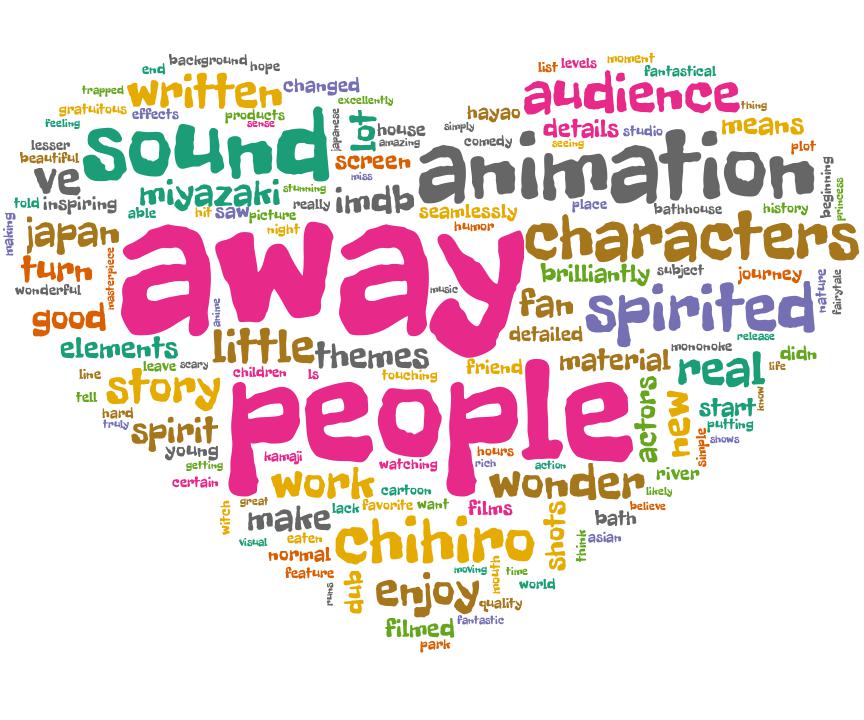 background
hope
end
trapped
written
changed
gratuitous
effects
products
excellently
feeling
sense
sound
japanese
lot
house
amazing
lesser
beautiful
screen
miss
ve
miyazaki
stunning
told
inspiring
able
hit
saw
picture
really
imdb
night
making
japan
turn
wonderful
masterpiece
good
list
levels
moment
fantastical
audience
thing
hayao
simply
details
studio
means
comedy
seeing
plot
animation
beginning
princess
place
bathhouse
history
seamlessly
humor
away
characters
music
anime
brilliantly
subject
journey
nature
fairytale
fan
detailed
spirited
release
elements
little
themes
leave
scary
children
ls
touching
friend
material
mononoke
real
life
didn
line
story
tell
hard
truly
spirit
young
getting
certain
people
kamaji
watching
hours
rich
action
actors
new
start
know
putting
simple
shows
work
cartoon
wonder
likely
river
believe
witch
great
make
lack
favorite
want
films
shots
bath
think
asian
visual
eaten
normal
chihiro
feature
runs
dub
moving
mouth
time
world
enjoy
quality
filmed
fantastic
park